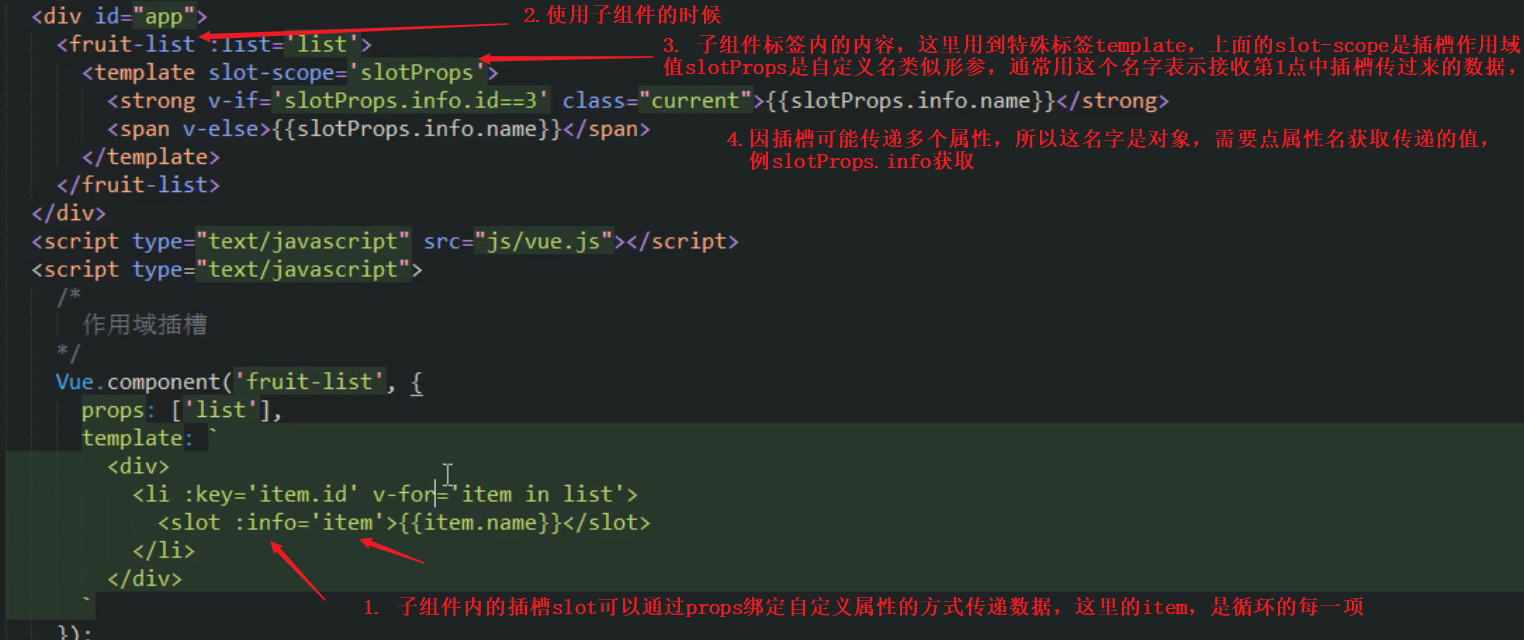 <div id="app">
2.使用子组件的时候
<fruit-list :list='list'>
3. 子组件标签内的内容，这里用到特殊标签template，上面的slot-scope是插槽作用域
值slotProps是自定义名类似形参，通常用这个名字表示接收第1点中插槽传过来的数据，
<template slot-scope='slotProps'>
<strong v-if='slotProps.info.id==3' class="current">{{slotProps.info.name}}</strong>
<span v-else>{{slotProps.info.name}}</span>
4.因插槽可能传递多个属性，所以这名字是对象，需要点属性名获取传递的值，
例slotProps.info获取
</template>
</fruit-list>
</div>
<script type="text/javascript" src="js/vue.js"></script>
<script type="text/javascript">
/*
作用域插槽
*/
Vue.component('fruit-list', {
props: ['list'],
template: `
<div>
<li :key='item.id' v-for='item in list'>
<slot :info='item'>{{item.name}}</slot>
</li>
</div>
`
1. 子组件内的插槽slot可以通过props绑定自定义属性的方式传递数据，这里的item，是循环的每一项
});